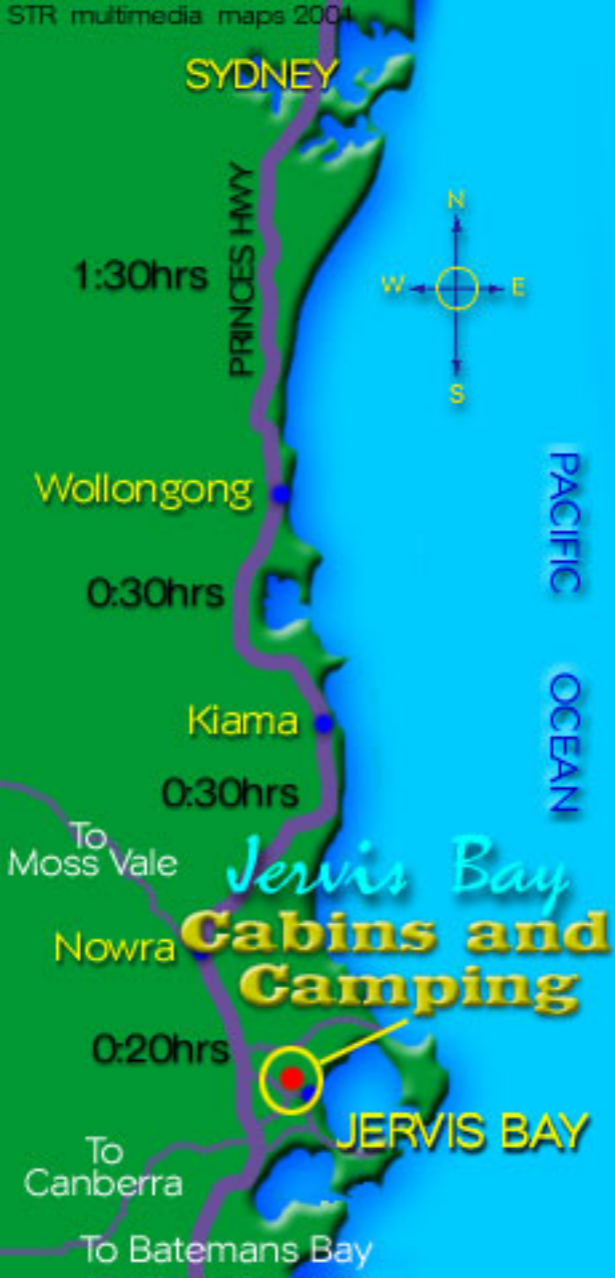 STR multimedia maps 2001
SYDNEY
PRINCES HWY
N
W
E
S
1:30hrs
PACIFIC
OCEAN
Wollongong
0:30hrs
Kiama
0:30hrs
To
Moss Vale
Jervis Bay
Cabins and
Camping
Nowra
0:20hrs
JERVIS BAY
To
Canberra
To Batemans Bay